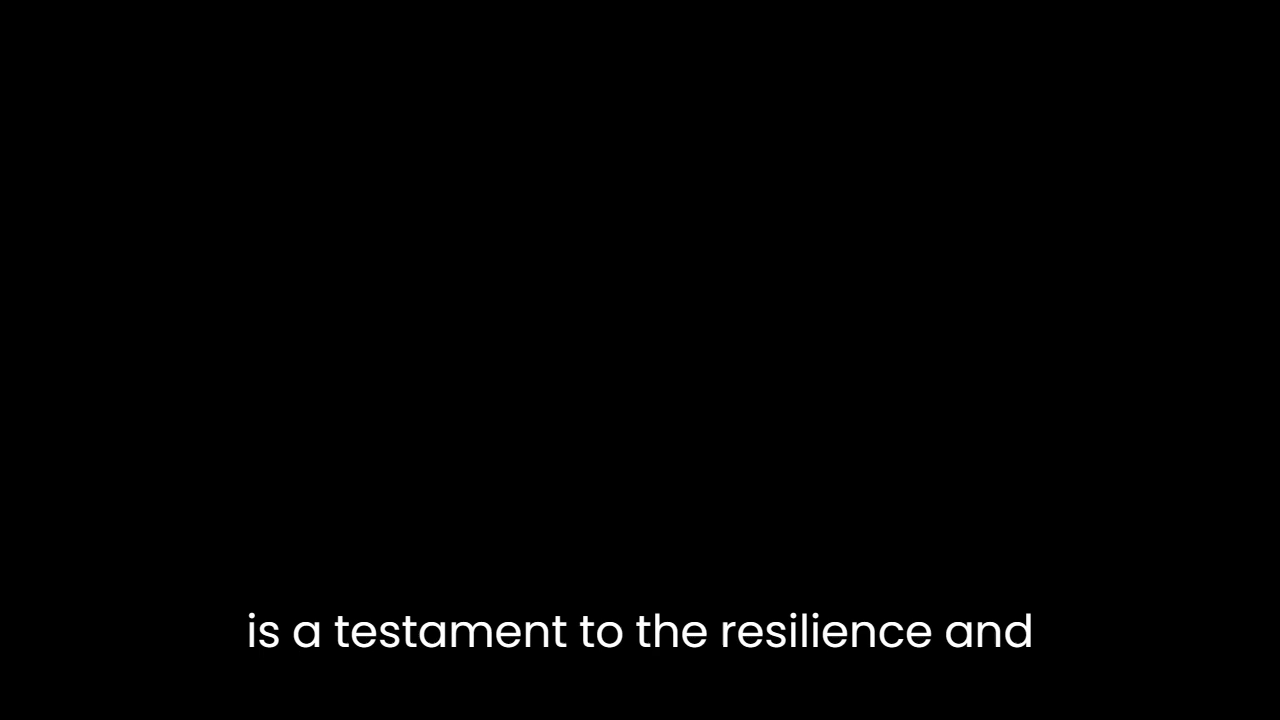 is a testament to the resilience and